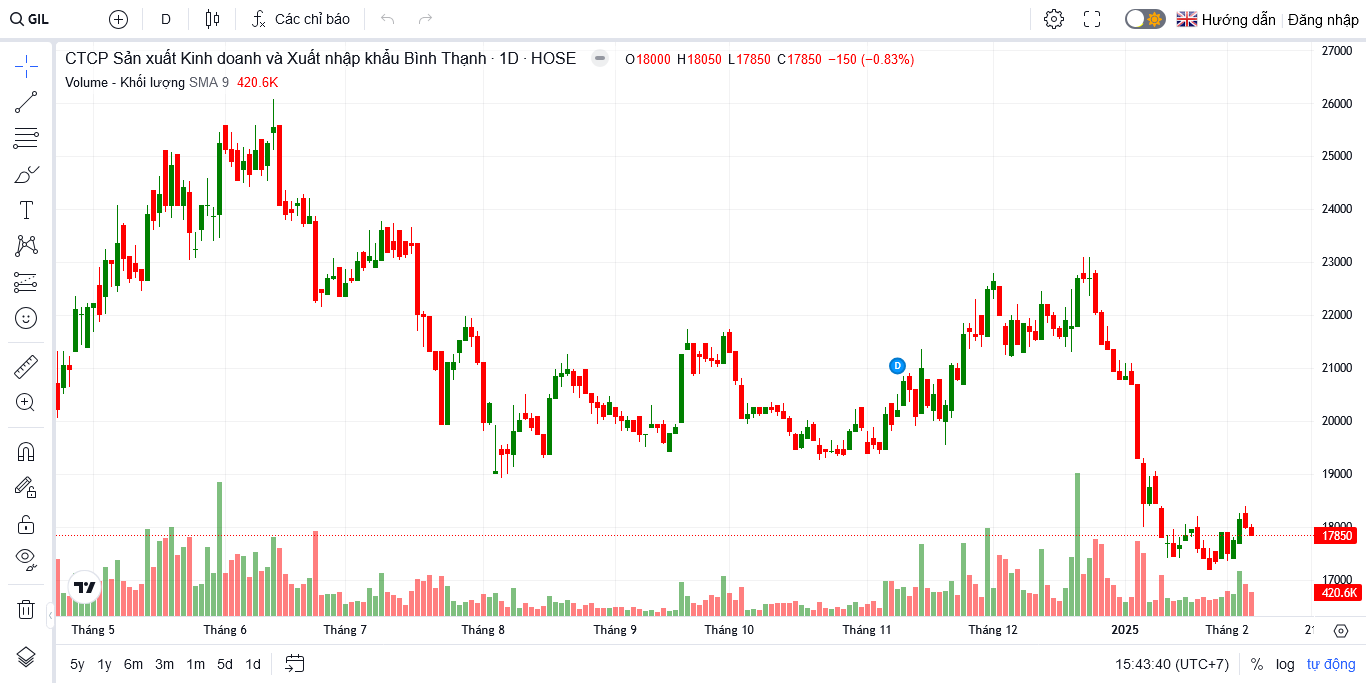 GIL
D
Các chỉ báo
Hướng dẫn
Đăng nhập
CTCP Sản xuất Kinh doanh và Xuất nhập khẩu Bình Thạnh · 1D · HOSE
O18000 H18050 L17850 C17850 −150 (−0.83%)
Volume - Khối lượng SMA 9 420.6K
27000
26000
25000
24000
23000
22000
21000
20000
19000
18000
17850
17000
420.6K
D
Tháng 5 Tháng 6 Tháng 7 Tháng 8 Tháng 9 Tháng 10 Tháng 11 Tháng 12 2025 Tháng 2
5y 1y 6m 3m 1m 5d 1d
15:43:40 (UTC+7) % log tự động